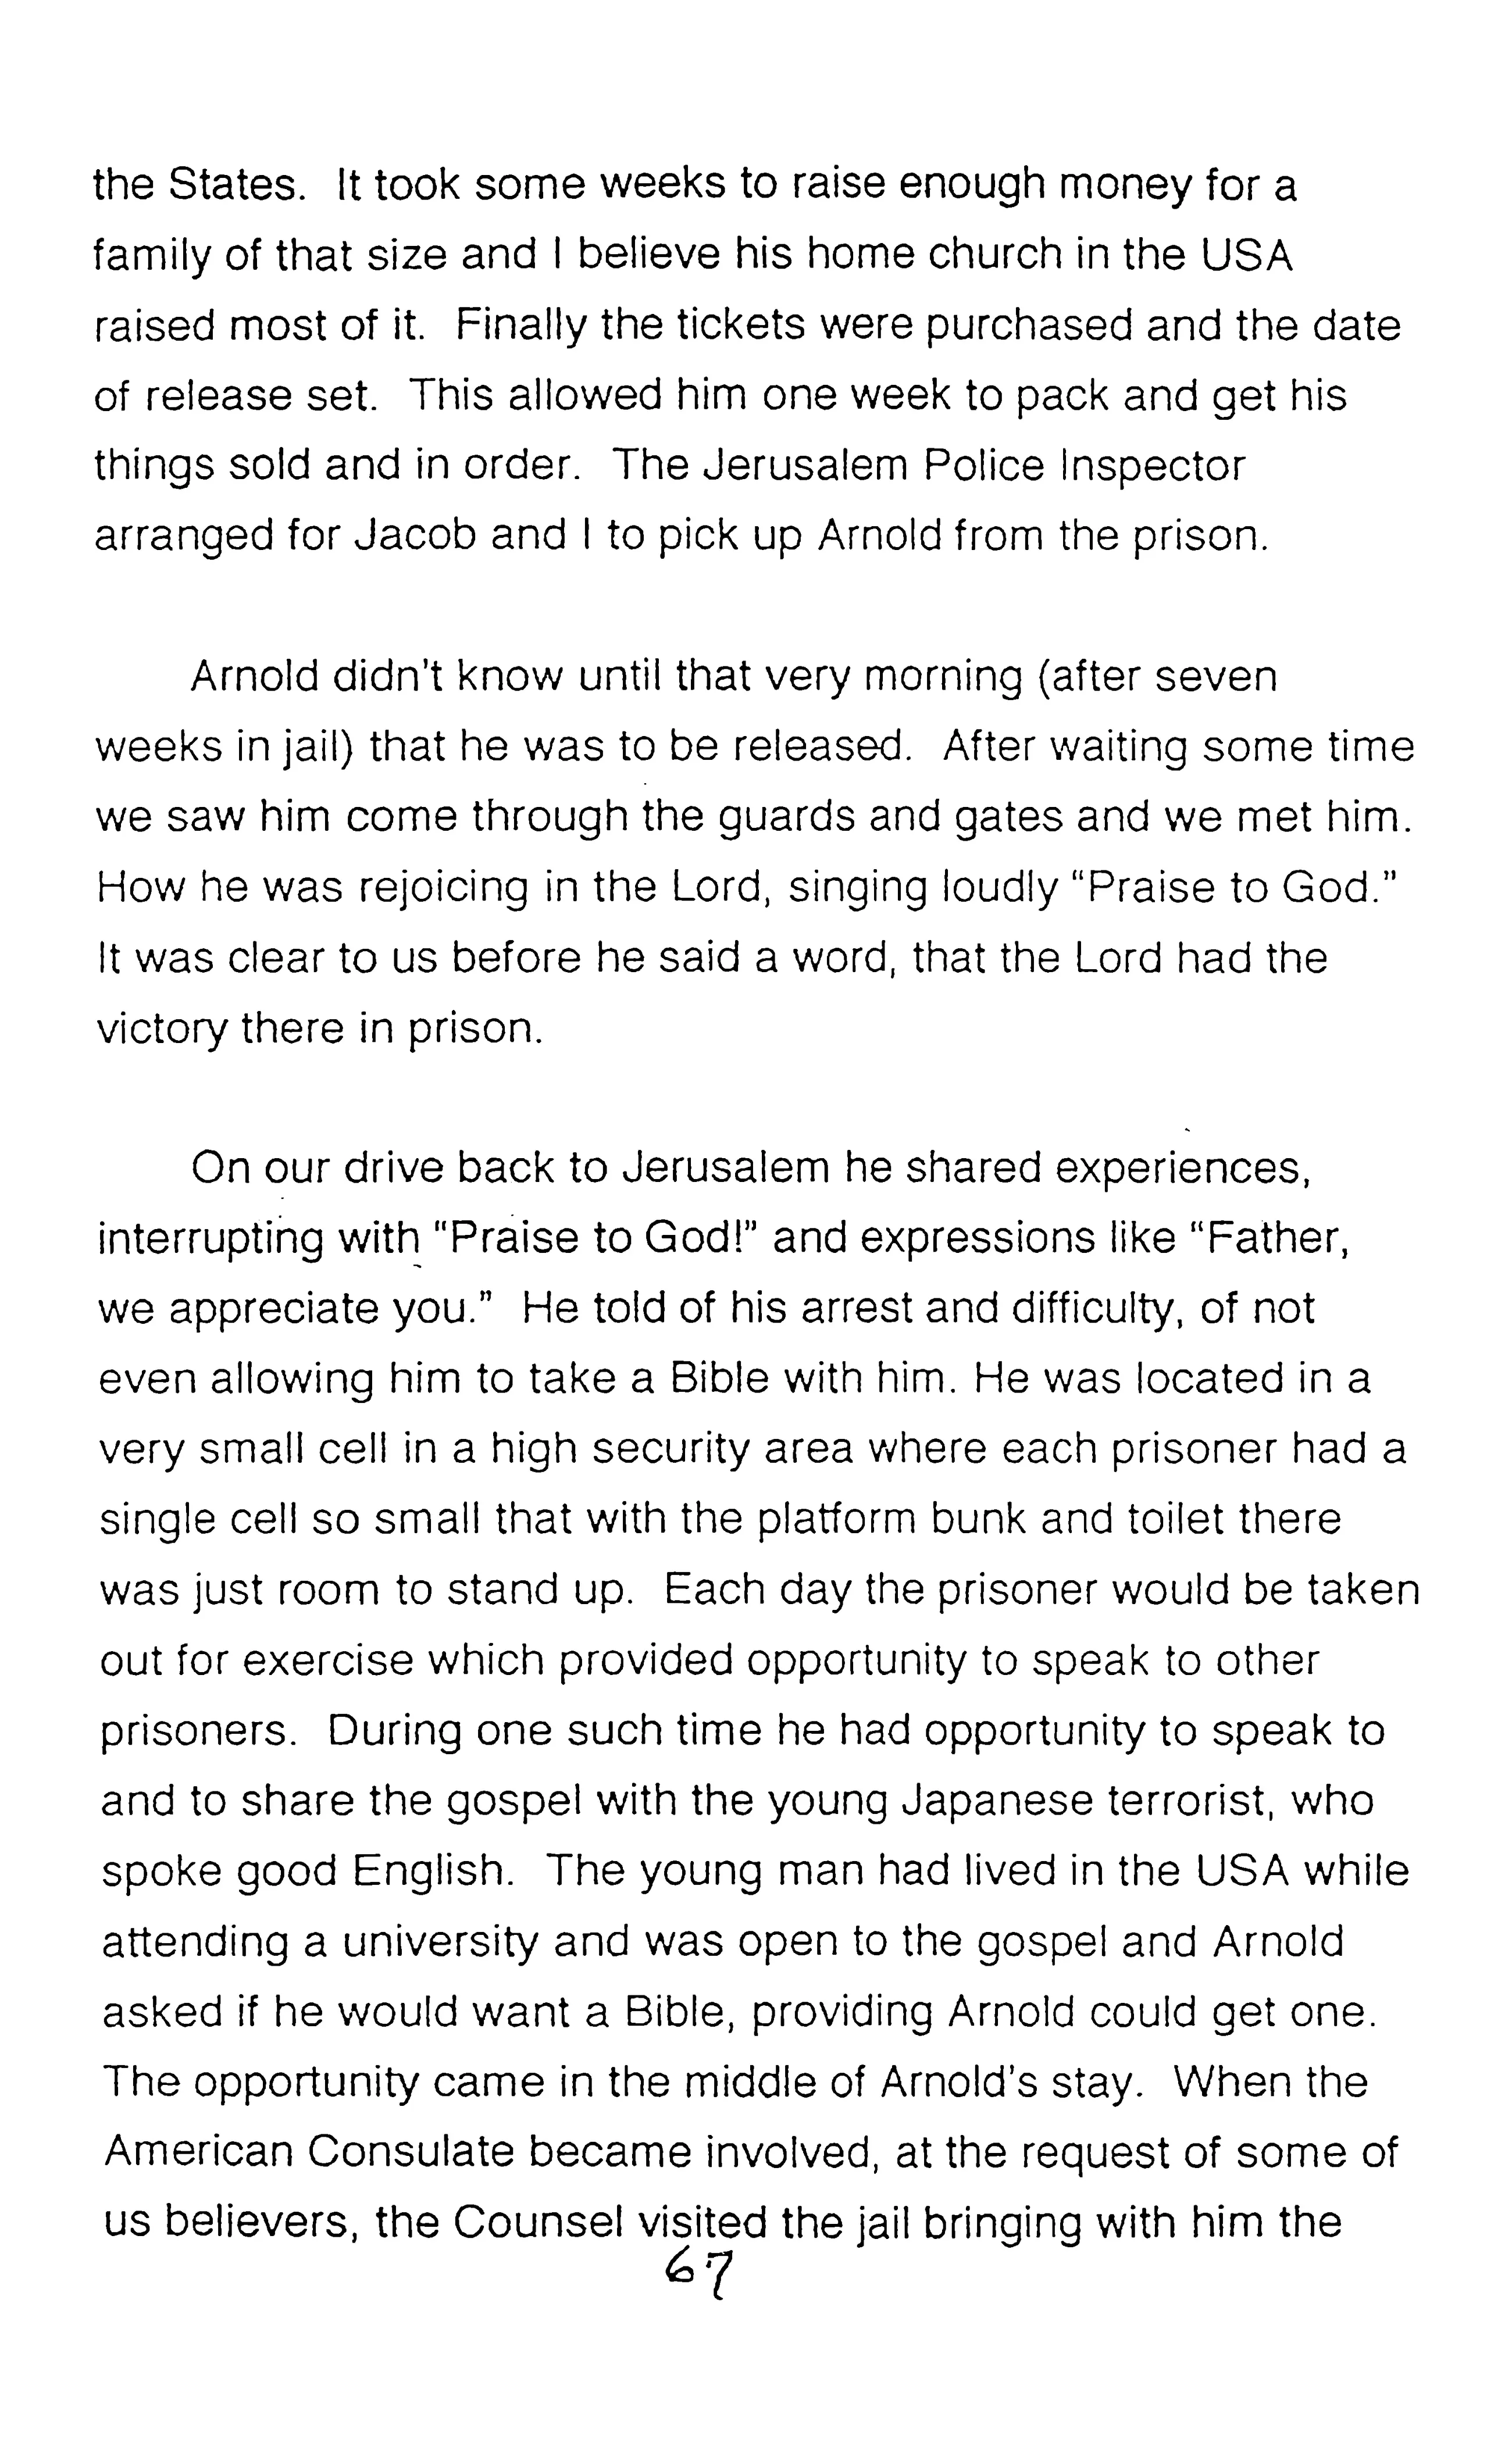 the States.  It took some weeks to raise enough money for a
family of that size and I believe his home church in the USA
raised most of it.  Finally the tickets were purchased and the date
of release set.  This allowed him one week to pack and get his
things sold and in order.  The Jerusalem Police Inspector
arranged for Jacob and I to pick up Arnold from the prison.

Arnold didn't know until that very morning (after seven
weeks in jail) that he was to be released.  After waiting some time
we saw him come through the guards and gates and we met him.
How he was rejoicing in the Lord, singing loudly “Praise to God.”
It was clear to us before he said a word, that the Lord had the
victory there in prison.

On our drive back to Jerusalem he shared experiences,
interrupting with "Praise to God!” and expressions like “Father,
we appreciate you.”  He told of his arrest and difficulty, of not
even allowing him to take a Bible with him. He was located in a
very small cell in a high security area where each prisoner had a
single cell so small that with the platform bunk and toilet there
was just room to stand up.  Each day the prisoner would be taken
out for exercise which provided opportunity to speak to other
prisoners.  During one such time he had opportunity to speak to
and to share the gospel with the young Japanese terrorist, who
spoke good English.  The young man had lived in the USA while
attending a university and was open to the gospel and Arnold
asked if he would want a Bible, providing Arnold could get one.
The opportunity came in the middle of Arnold's stay.  When the
American Consulate became involved, at the request of some of
us believers, the Counsel visited the jail bringing with him the
67